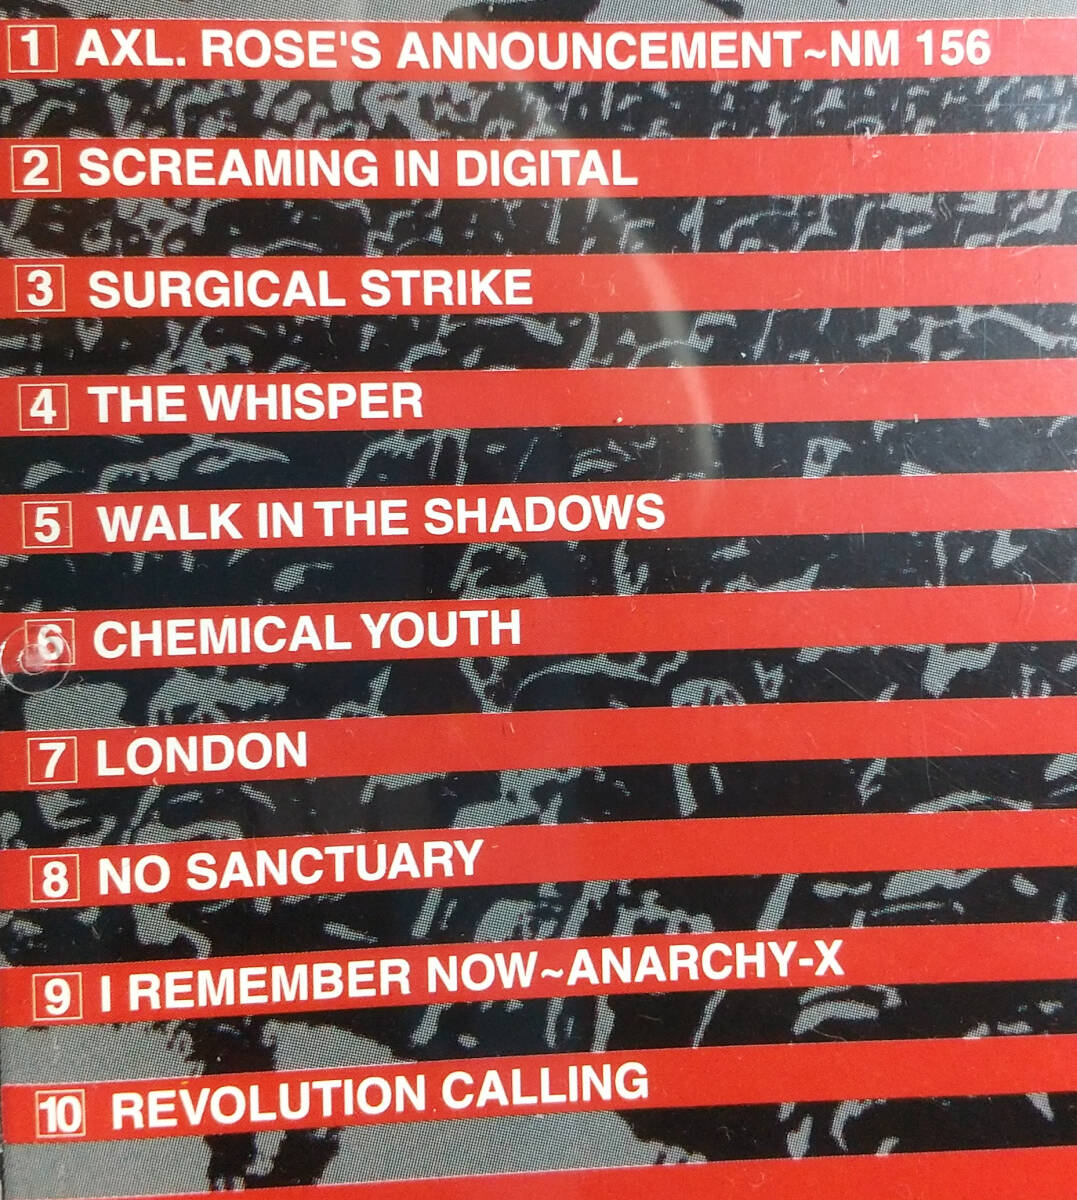 1 AXL. ROSE'S ANNOUNCEMENT~NM 156
2 SCREAMING IN DIGITAL
3 SURGICAL STRIKE
4 THE WHISPER
5 WALK IN THE SHADOWS
6 CHEMICAL YOUTH
7 LONDON
8 NO SANCTUARY
9 I REMEMBER NOW~ANARCHY-X
10 REVOLUTION CALLING